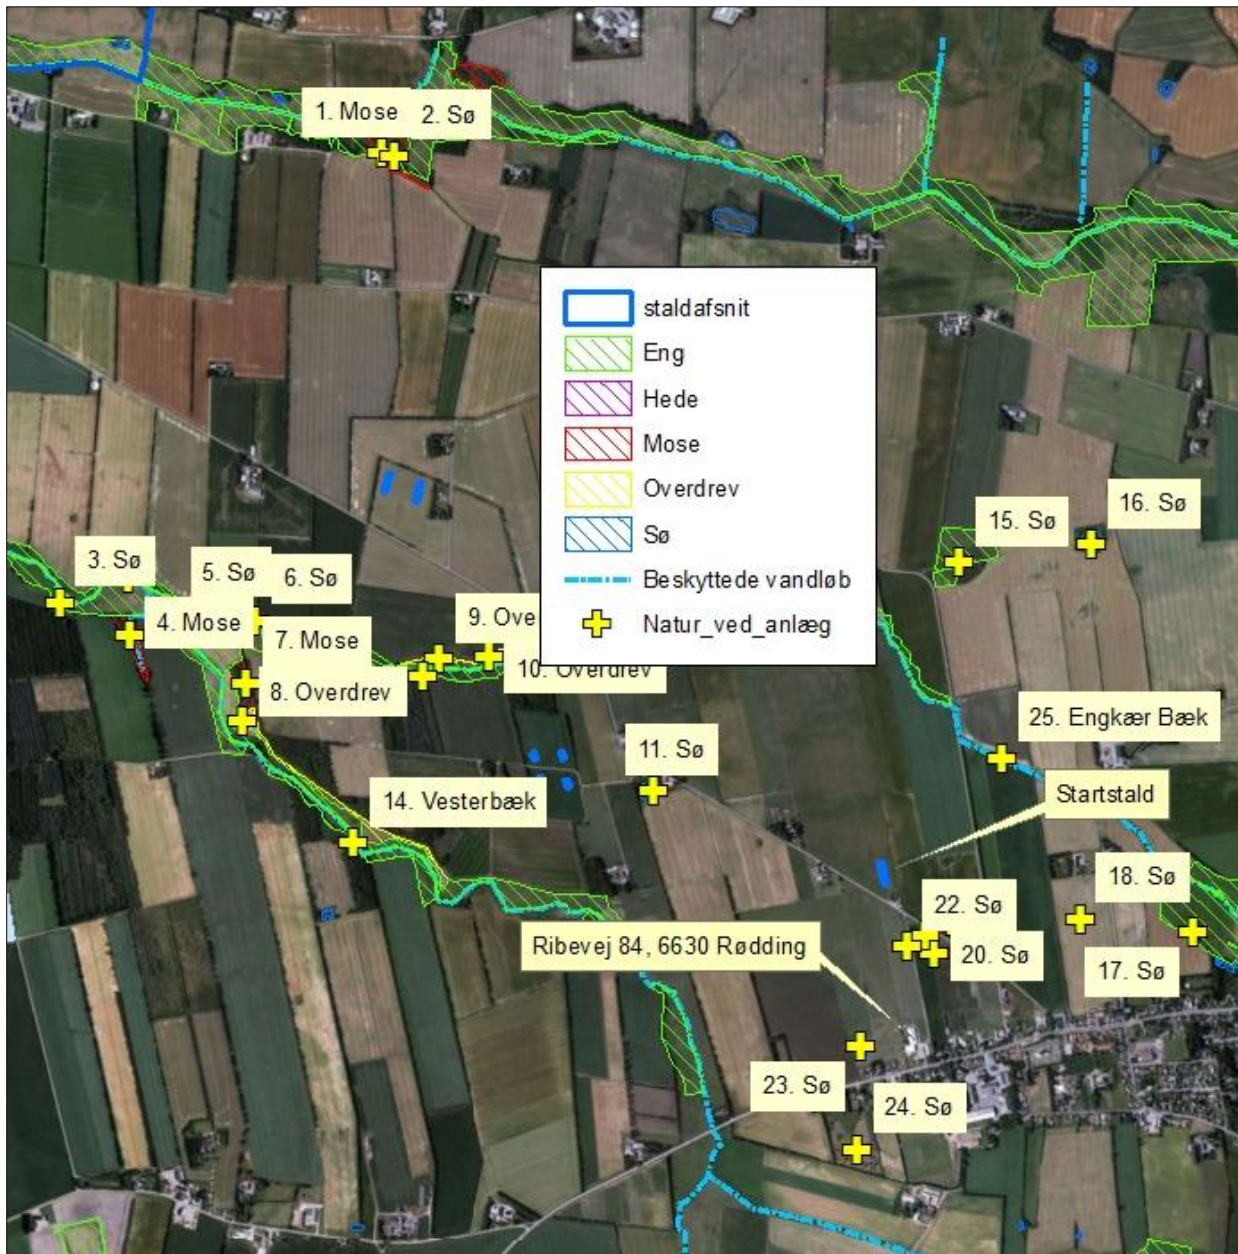 1. Mose
2. Sø
staldafsnit
Eng
Hede
Mose
Overdrev
Sø
Beskyttede vandløb
Natur_ved_anlæg
15. Sø
16. Sø
3. Sø
5. Sø
6. Sø
4. Mose
7. Mose
9. Ove
10. Overdrev
8. Overdrev
25. Engkær Bæk
11. Sø
14. Vesterbæk
Startstald
18. Sø
22. Sø
Ribevej 84, 6630 Rødding
20. Sø
17. Sø
23. Sø
24. Sø